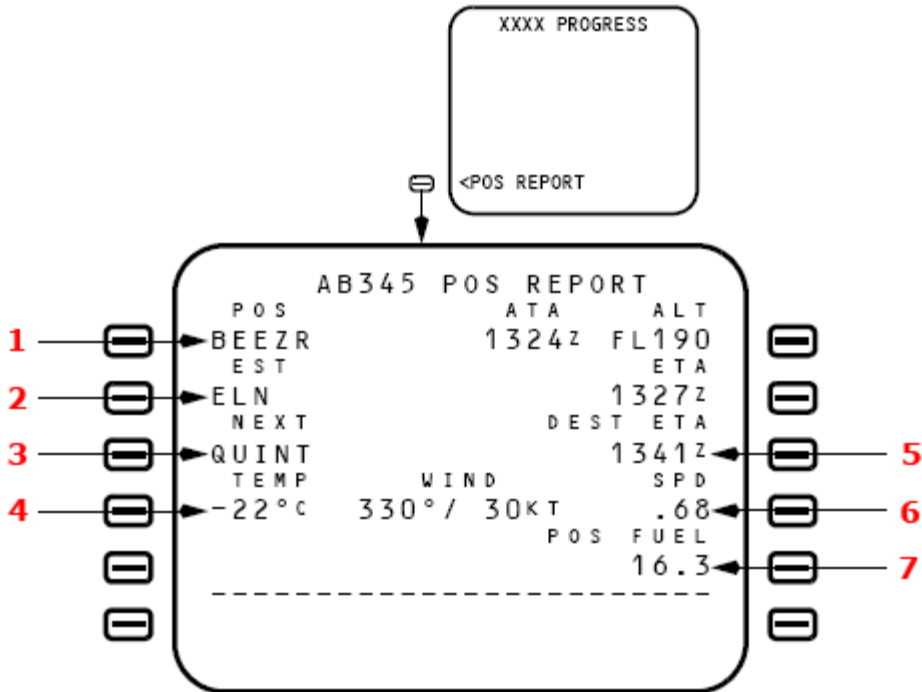 XXXX PROGRESS
<POS REPORT
AB345 POS REPORT
POS ATA ALT
1 BEEZR 1324z FL190
EST ETA
2 ELN 1327z
NEXT DEST ETA
3 QUINT 1341z 5
TEMP WIND SPD
4 -22°C 330°/ 30KT .68 6
POS FUEL
16.3 7
------------------------------